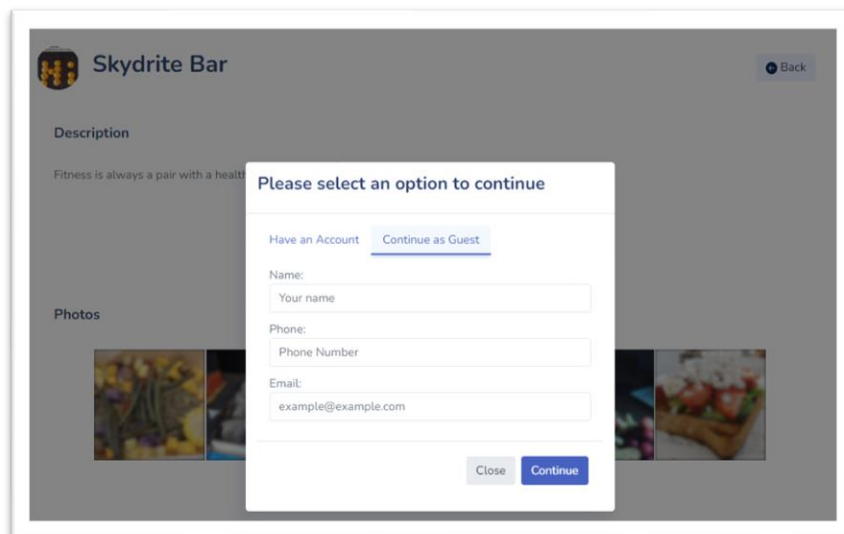 Skydrite Bar
Back
Description
Fitness is always a pair with a health
Please select an option to continue
Have an Account Continue as Guest
Name:
Your name
Phone:
Phone Number
Email:
example@example.com
Close Continue
Photos